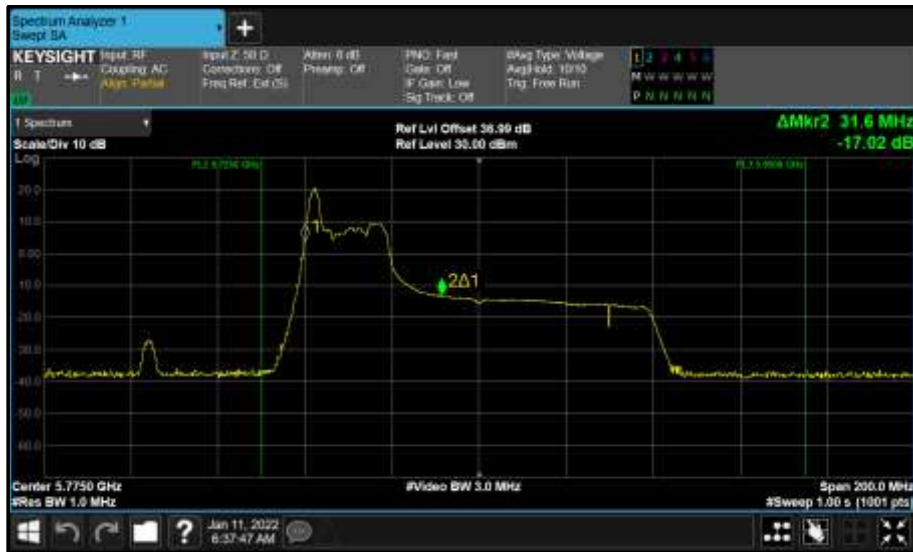 Spectrum Analyzer 1
Swept SA
+
KEYSIGHT
R T
Input: RF
Coupling: AC
Align: Partial
Input Z: 50 Ω
Corrections: Off
Freq Ref: Ext (S)
Atten: 6 dB
Preamp: Off
PNO: Fast
Gate: Off
IF Gain: Low
Sig Track: Off
#Avg Type: Voltage
Avg|Hold: 10/10
Trig: Free Run
1 2 3 4 5 6
M W W W W W
P N N N N N
1 Spectrum
Scale/Div 10 dB
Log
Ref Lvl Offset 36.99 dB
Ref Level 30.00 dBm
ΔMkr2 31.6 MHz
-17.02 dB
20.0
10.0
0.00
-10.0
-20.0
-30.0
-40.0
-50.0
-60.0
2Δ1
Center 5.7750 GHz
#Res BW 1.0 MHz
#Video BW 3.0 MHz
Span 200.0 MHz
#Sweep 1.00 s (1001 pts)
?
Jan 11, 2022
6:37:47 AM